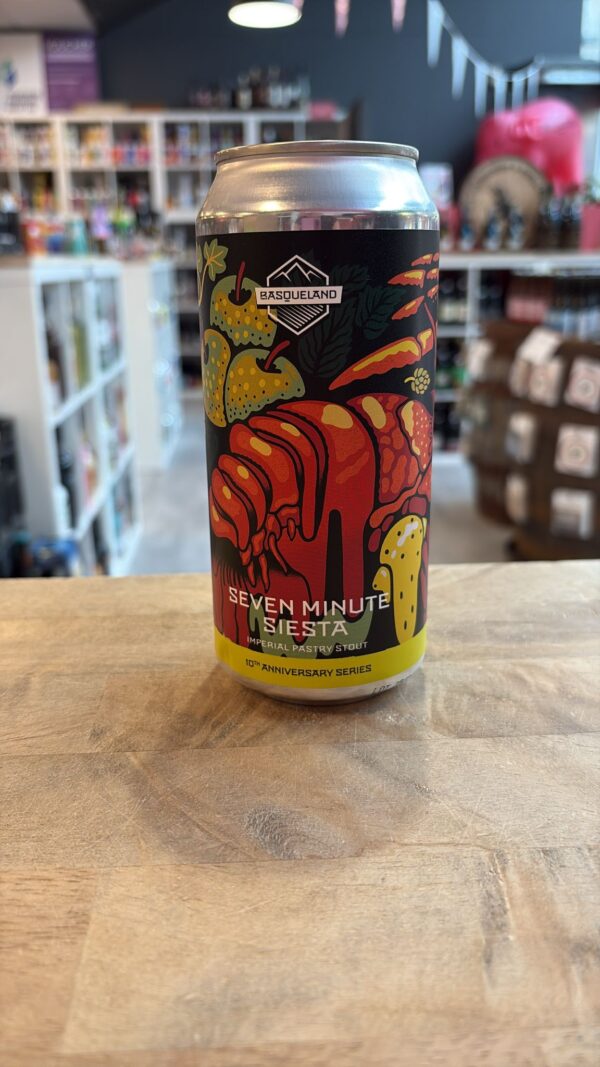 BASQUELAND
SEVEN MINUTE
SIESTA
IMPERIAL PASTRY STOUT
10TH ANNIVERSARY SERIES